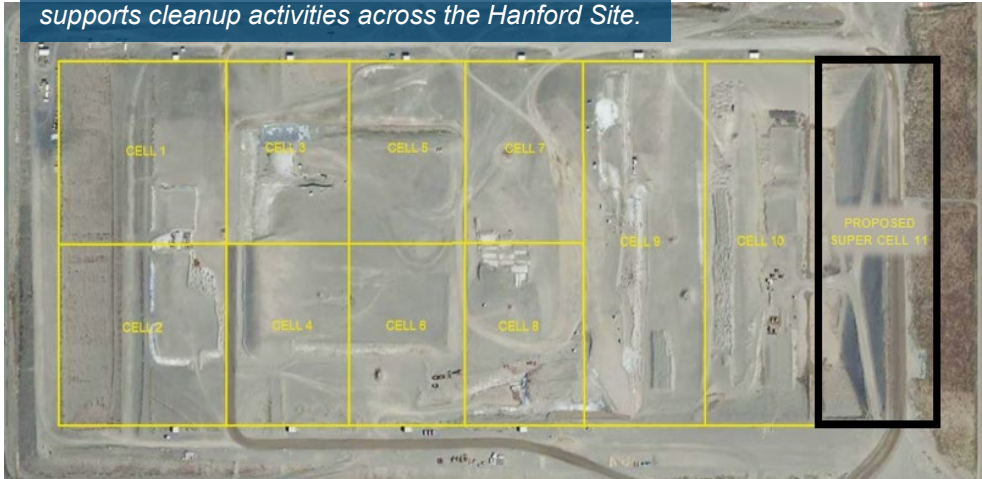 supports cleanup activities across the Hanford Site.
CELL 1
CELL 3
CELL 5
CELL 7
CELL 9
CELL 10
PROPOSED
SUPER CELL 11
CELL 2
CELL 4
CELL 6
CELL 8